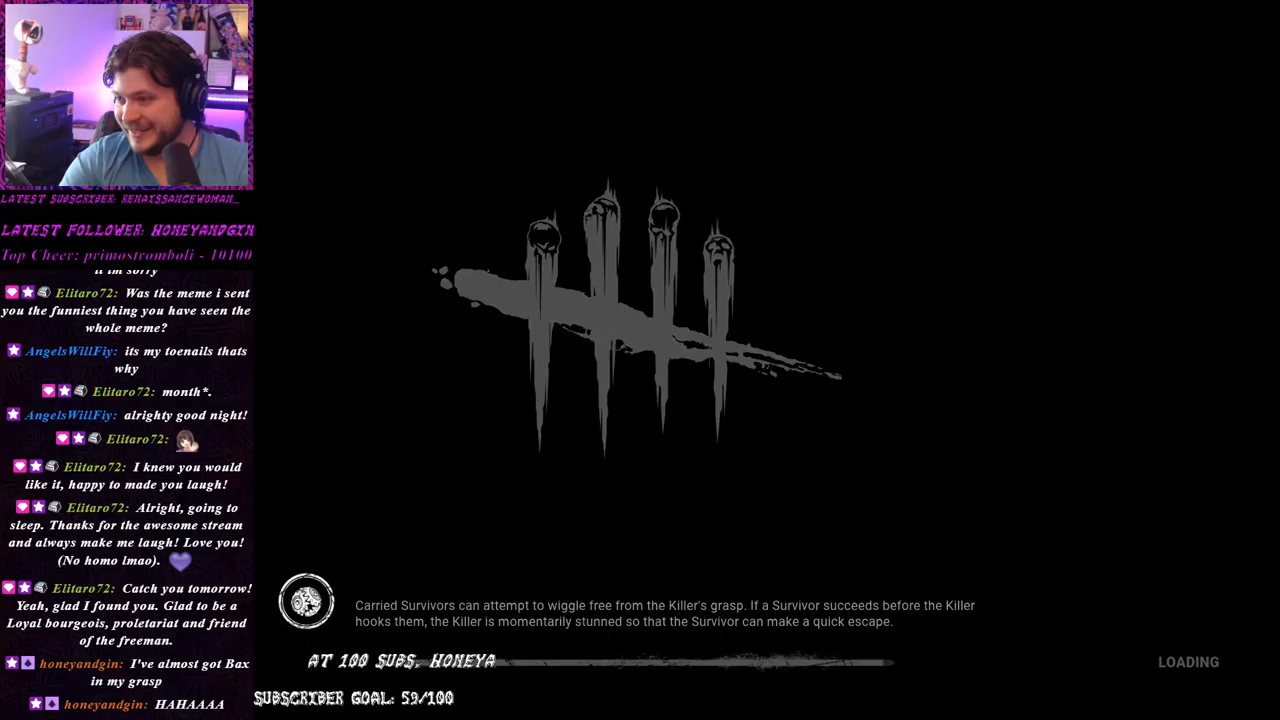 LATEST SUBSCRIBER: RENAISSANCEWOMAN_
LATEST FOLLOWER: HONEYANDGIN
Top Cheer: primostromboli - 10100
it im sorry
Elitaro72: Was the meme i sent
you the funniest thing you have seen the
whole meme?
AngelsWillFiy: its my toenails thats
why
Elitaro72: month*.
AngelsWillFiy: alrighty good night!
Elitaro72:
Elitaro72: I knew you would
like it, happy to made you laugh!
Elitaro72: Alright, going to
sleep. Thanks for the awesome stream
and always make me laugh! Love you!
(No homo lmao).
Elitaro72: Catch you tomorrow!
Yeah, glad I found you. Glad to be a
Loyal bourgeois, proletariat and friend
of the freeman.
honeyandgin: I've almost got Bax
in my grasp
honeyandgin: HAHAAAA
Carried Survivors can attempt to wiggle free from the Killer's grasp. If a Survivor succeeds before the Killer
hooks them, the Killer is momentarily stunned so that the Survivor can make a quick escape.
AT 100 SUBS, HONEYA
LOADING
SUBSCRIBER GOAL: 59/100